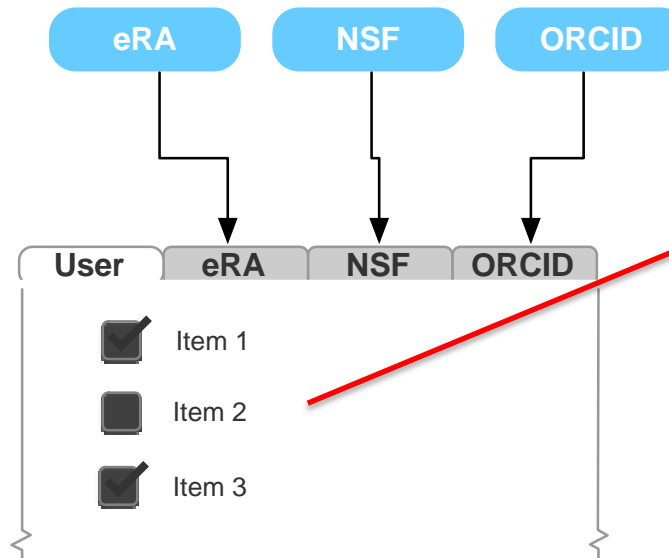 eRA NSF ORCID
User eRA NSF ORCID
Item 1
Item 2
Item 3